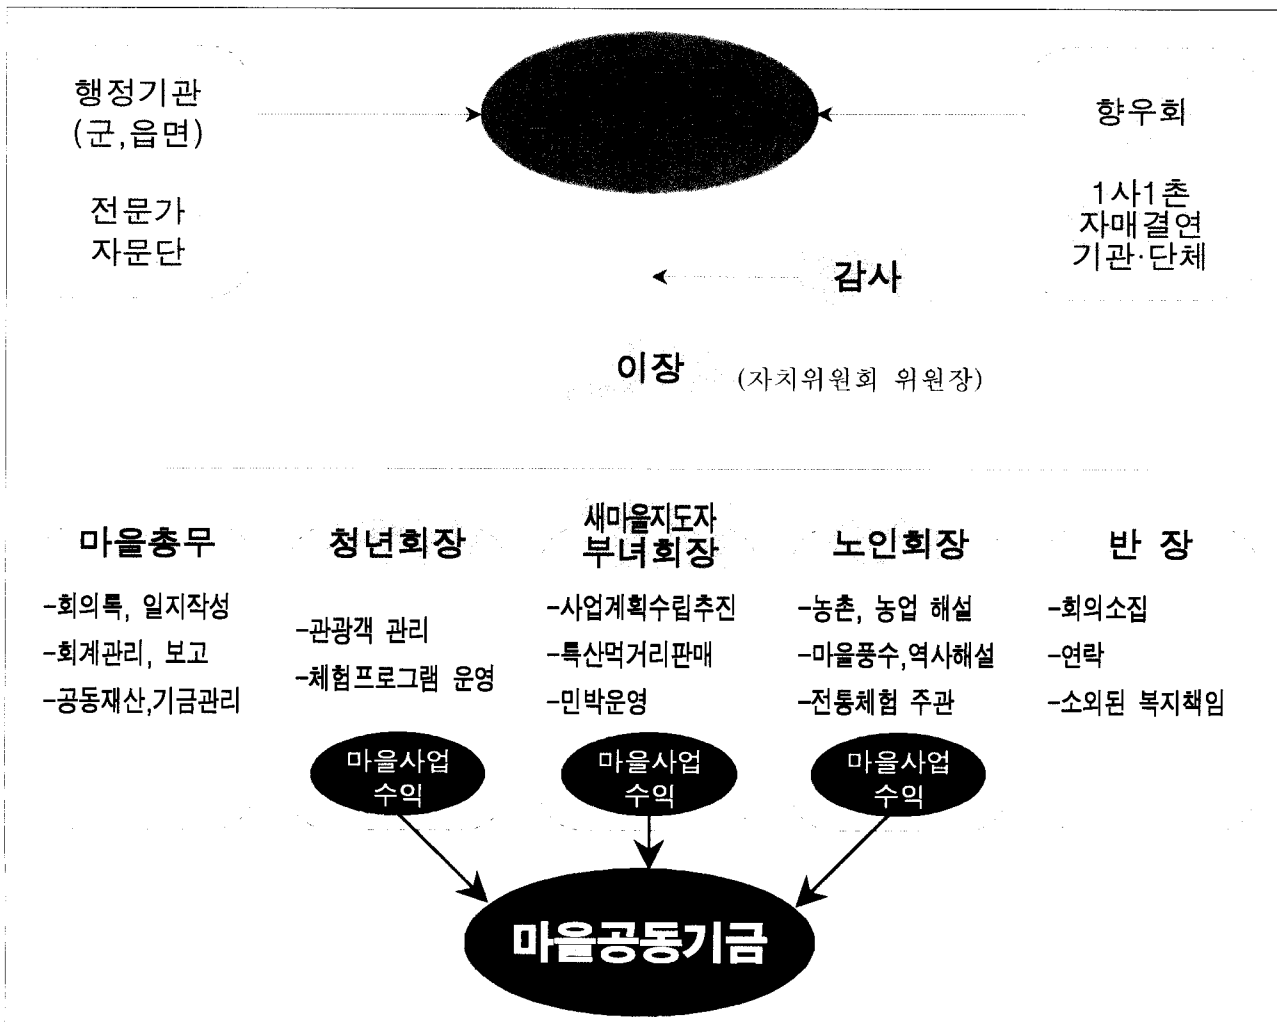 행정기관
(군,읍면)
전문가
자문단
향우회
1사1촌
자매결연
기관·단체
감사
이장
(자치위원회 위원장)
마을총무
-회의록, 일지작성
-회계관리, 보고
-공동재산,기금관리
청년회장
-관광객 관리
-체험프로그램 운영
마을사업
수익
새마을지도자
부녀회장
-사업계획수립추진
-특산먹거리판매
-민박운영
마을사업
수익
노인회장
-농촌, 농업 해설
-마을풍수,역사해설
-전통체험 주관
마을사업
수익
반 장
-회의소집
-연락
-소외된 복지책임
마을공동기금